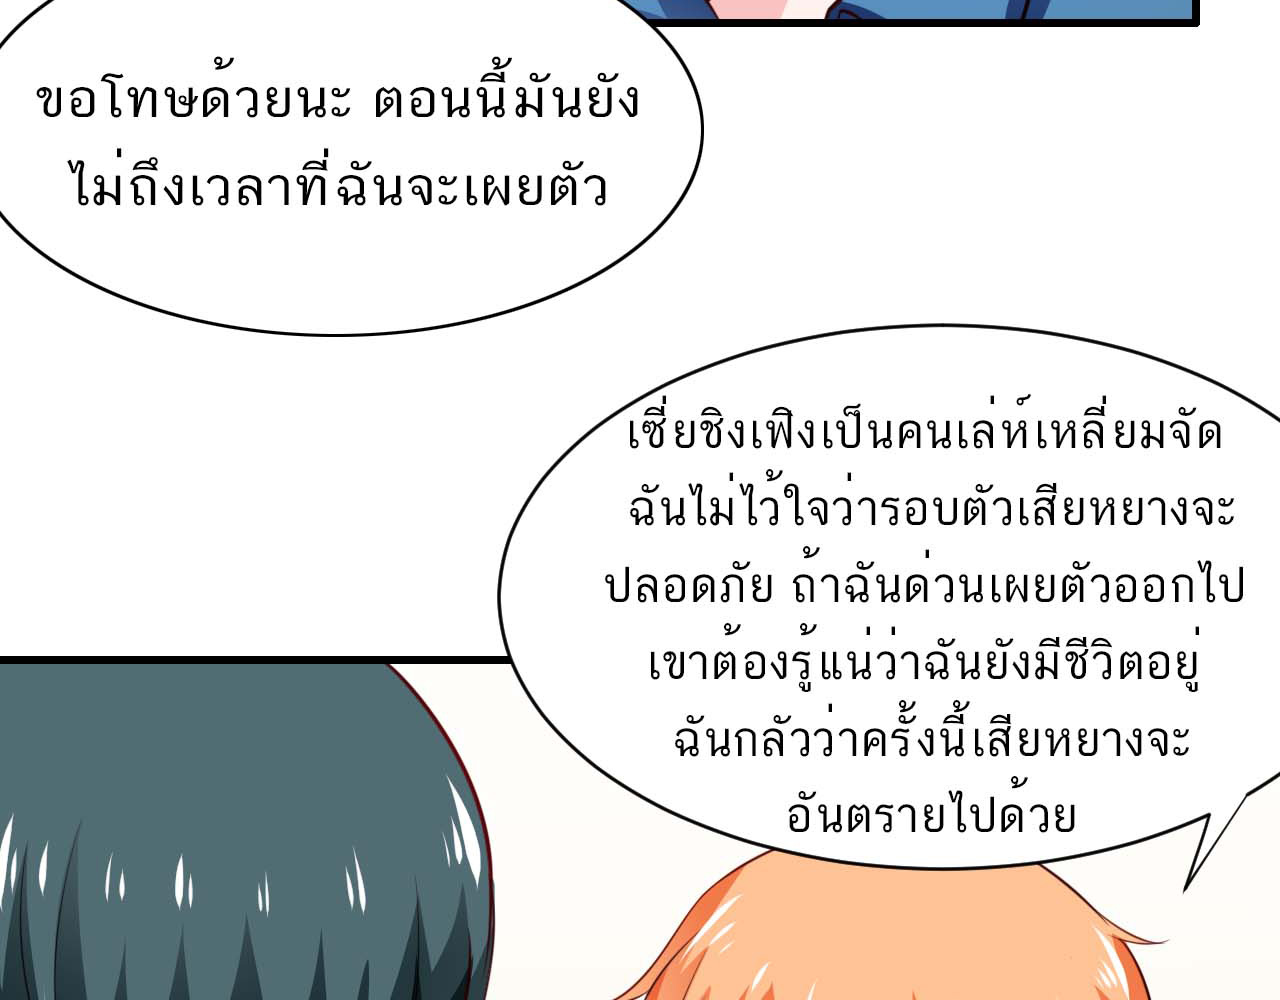 ขอโทษด้วยนะ ตอนนี้มันยัง
ไม่ถึงเวลาที่ฉันจะเผยตัว
เซี่ยชิงเฟิงเป็นคนเล่ห์เหลี่ยมจัด
ฉันไม่ไว้ใจว่ารอบตัวเสียหยางจะ
ปลอดภัย ถ้าฉันด่วนเผยตัวออกไป
เขาต้องรู้แน่ว่าฉันยังมีชีวิตอยู่
ฉันกลัวว่าครั้งนี้เสียหยางจะ
อันตรายไปด้วย